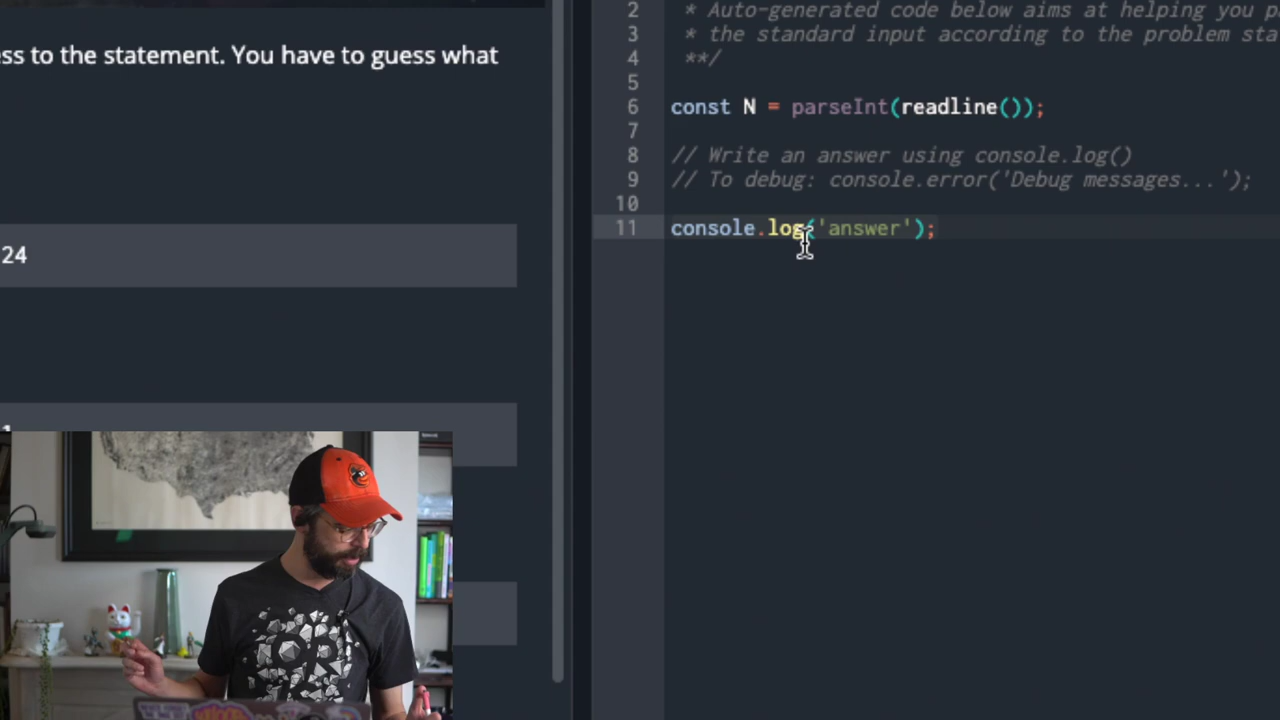 ss to the statement. You have to guess what
24
1
2 * Auto-generated code below aims at helping you p
3 * the standard input according to the problem sta
4 **/
5
6 const N = parseInt(readline());
7
8 // Write an answer using console.log()
9 // To debug: console.error('Debug messages...');
10
11 console.log('answer');